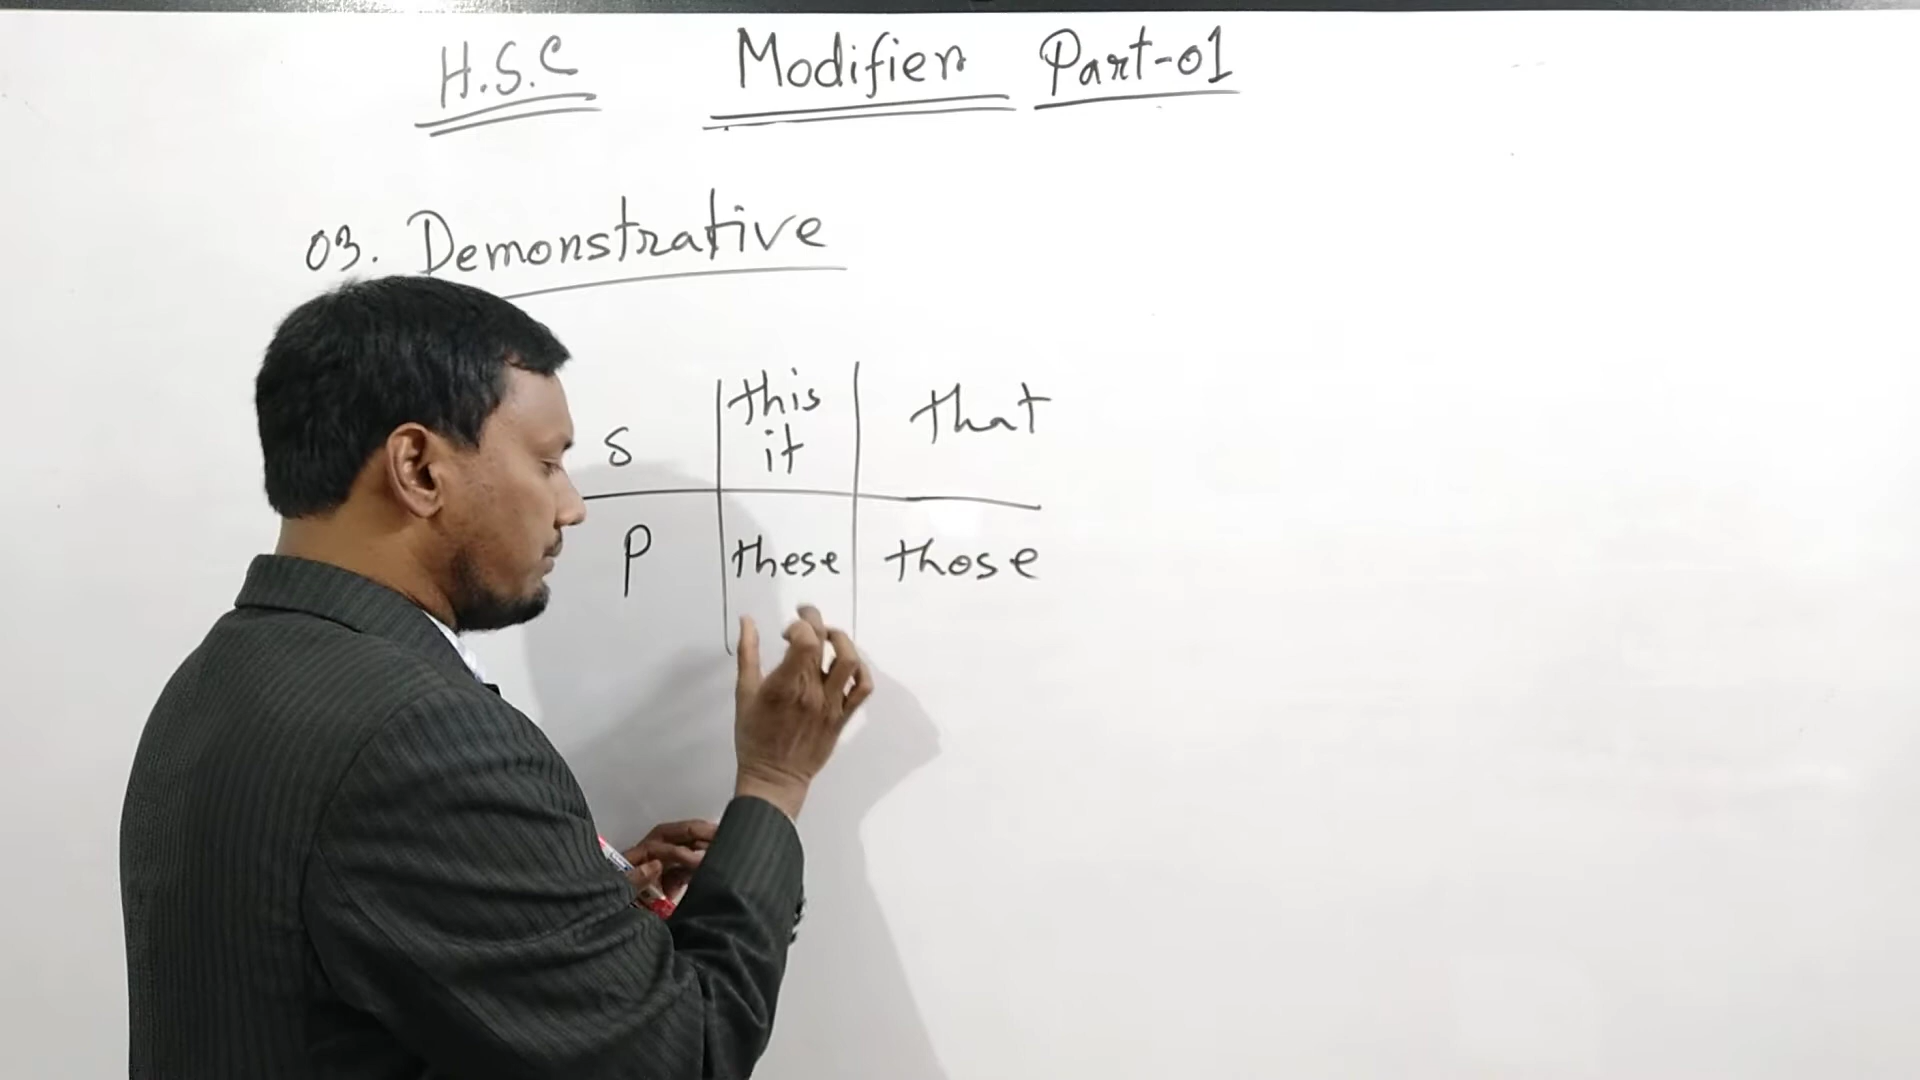 H.S.C Modifier Part-01
03. Demonstrative
S this it that
P these those